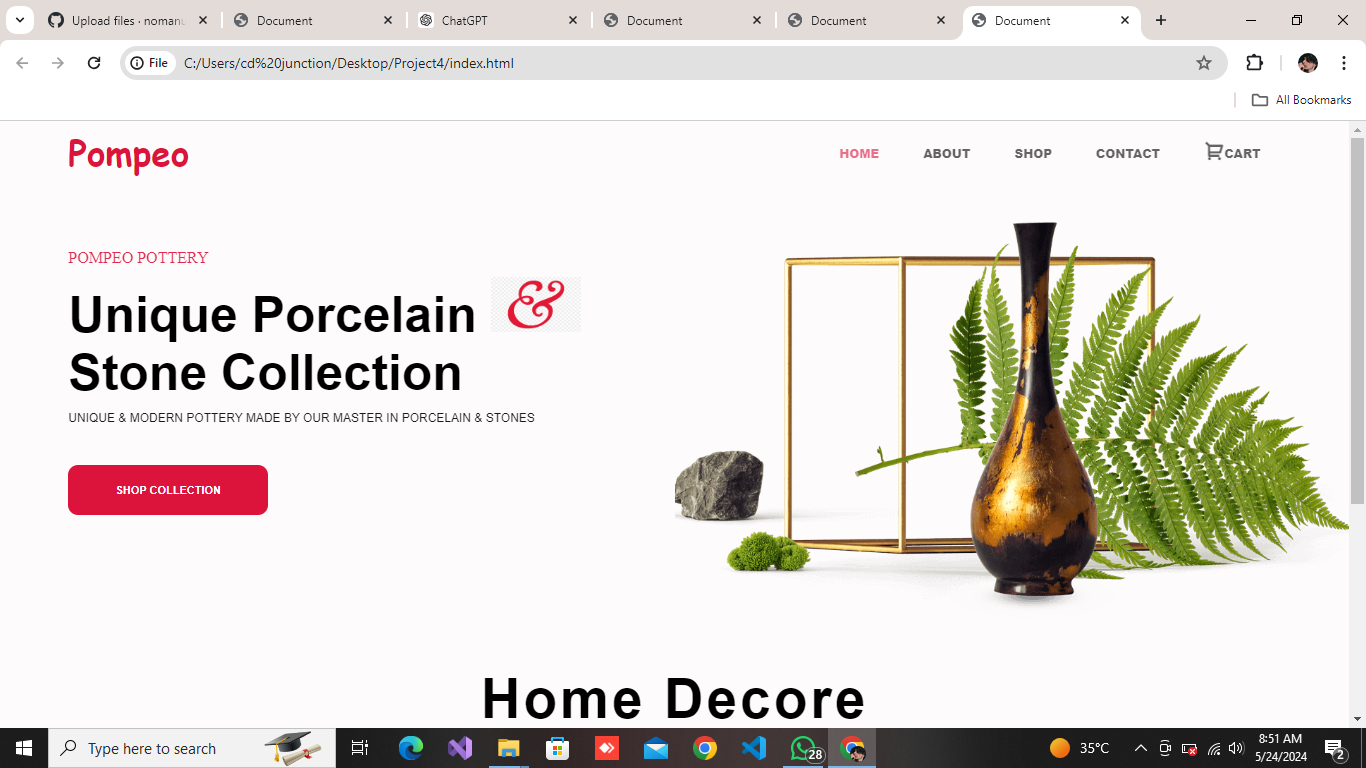 Upload files · nomanu
Document
ChatGPT
Document
Document
Document
File
C:/Users/cd%20junction/Desktop/Project4/index.html
All Bookmarks
Pompeo
HOME
ABOUT
SHOP
CONTACT
CART
POMPEO POTTERY
Unique Porcelain &
Stone Collection
UNIQUE & MODERN POTTERY MADE BY OUR MASTER IN PORCELAIN & STONES
SHOP COLLECTION
Home Decore
Type here to search
28
35°C
8:51 AM
5/24/2024
2